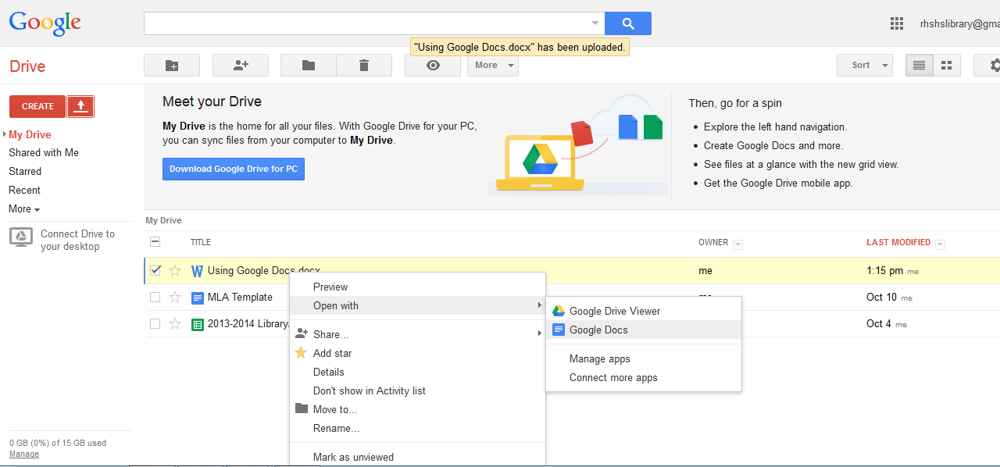 Google
rhshslibrary@gma
"Using Google Docs.docx" has been uploaded.
Drive
More
Sort
CREATE
My Drive
Shared with Me
Starred
Recent
More
Connect Drive to
your desktop
Meet your Drive
My Drive is the home for all your files. With Google Drive for your PC,
you can sync files from your computer to My Drive.
Download Google Drive for PC
Then, go for a spin
Explore the left hand navigation.
Create Google Docs and more.
See files at a glance with the new grid view.
Get the Google Drive mobile app.
My Drive
TITLE OWNER LAST MODIFIED
W Using Google Docs.docx me 1:15 pm me
MLA Template Oct 10 me
2013-2014 Library Oct 4 me
Preview
Open with
Share...
Add star
Details
Don't show in Activity list
Move to...
Rename...
Mark as unviewed
Google Drive Viewer
Google Docs
Manage apps
Connect more apps
0 GB (0%) of 15 GB used
Manage